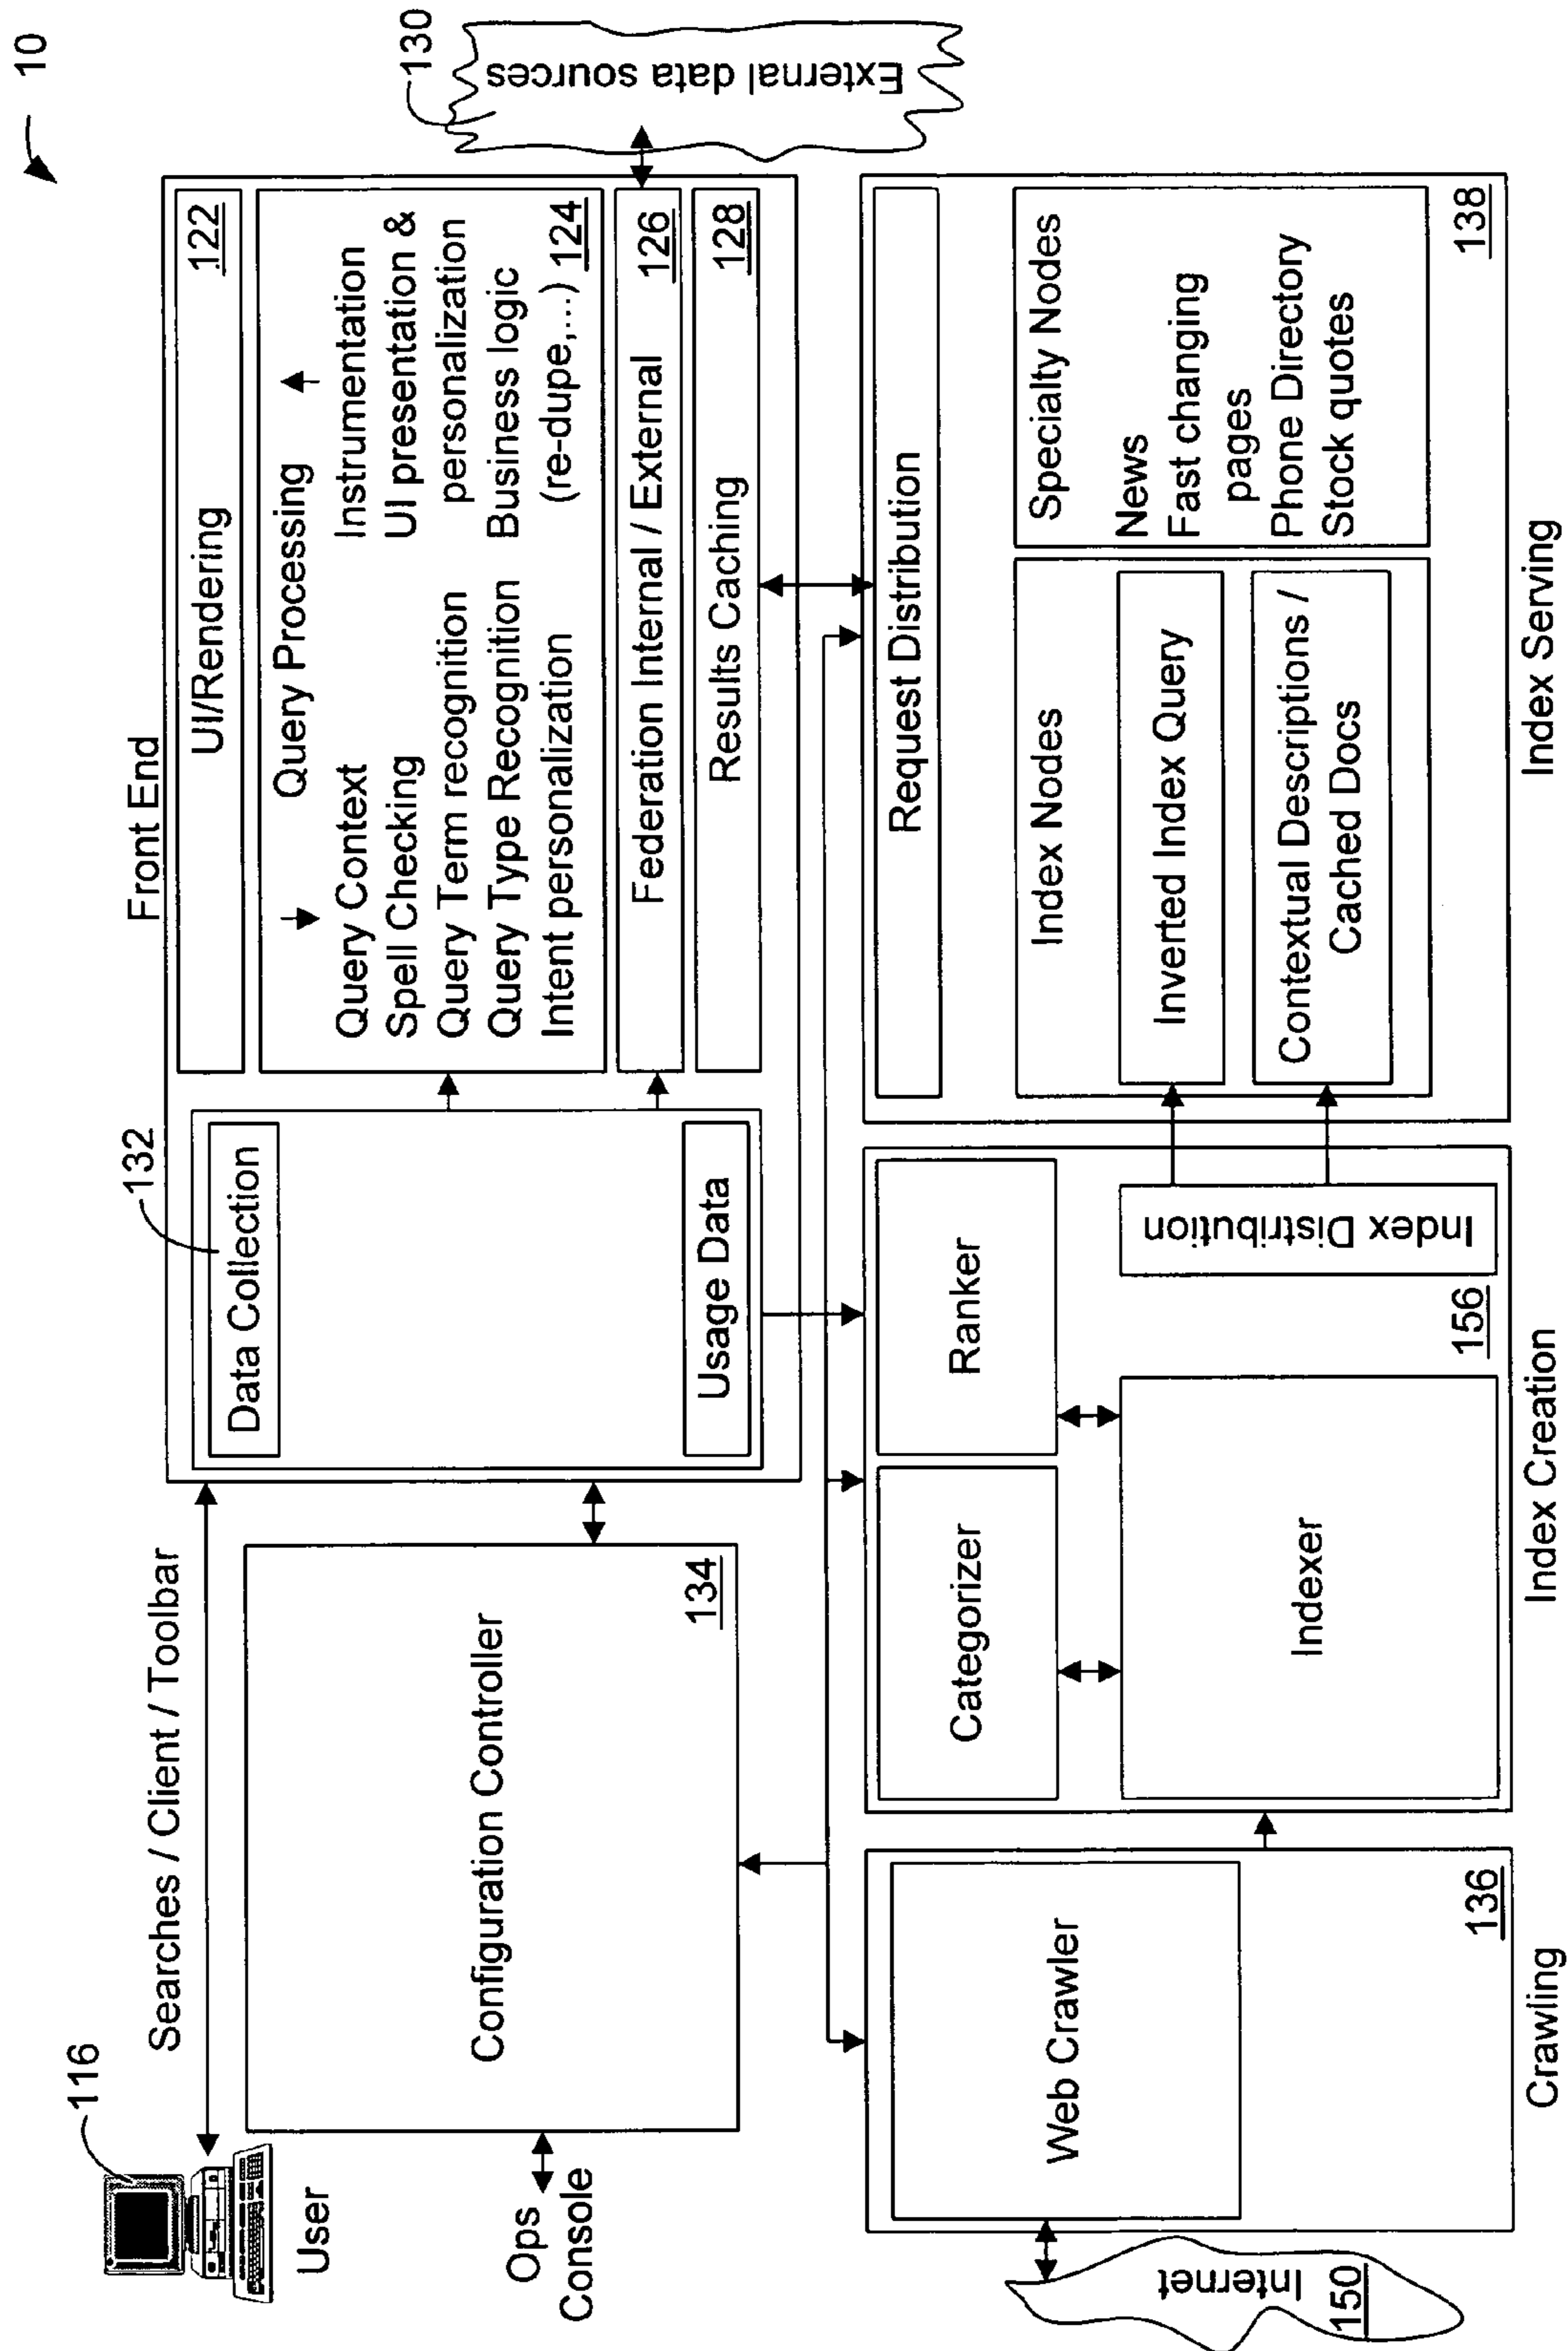 10
116
Searches / Client / Toolbar
User
Ops
Console
Configuration Controller
134
Front End
132
Data Collection
Usage Data
UI/Rendering
122
Query Processing
Query Context
Spell Checking
Query Term recognition
Query Type Recognition
Intent personalization
Instrumentation
UI presentation &
personalization
Business logic
(re-dupe,...)
124
Federation Internal / External
126
Results Caching
128
130
External data sources
Internet
150
Web Crawler
136
Crawling
Categorizer
Ranker
Indexer
Index Distribution
156
Index Creation
Request Distribution
Index Nodes
Inverted Index Query
Contextual Descriptions /
Cached Docs
Specialty Nodes
News
Fast changing
pages
Phone Directory
Stock quotes
138
Index Serving